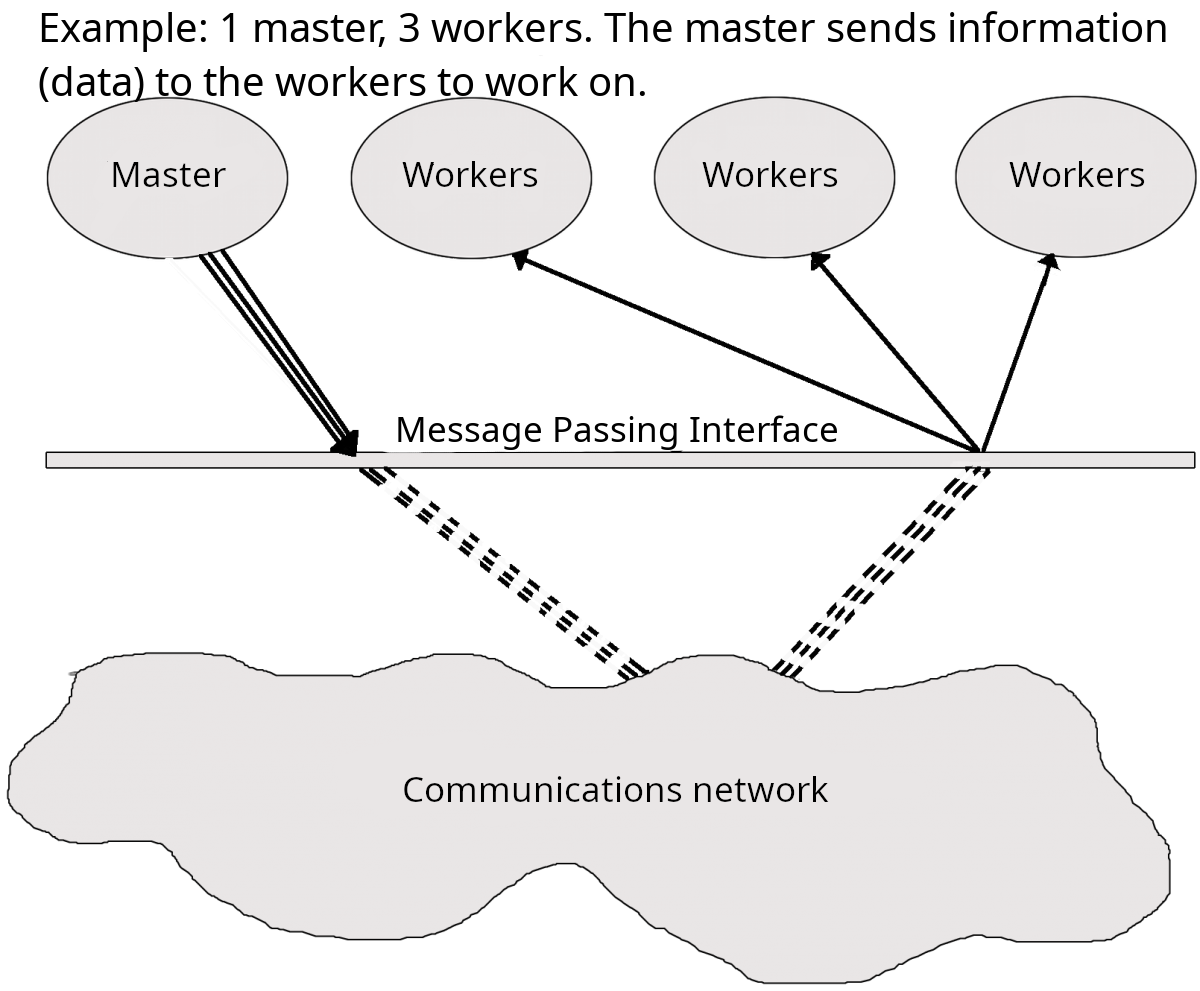 Example: 1 master, 3 workers. The master sends information
(data) to the workers to work on.
Master
Workers
Workers
Workers
Message Passing Interface
Communications network